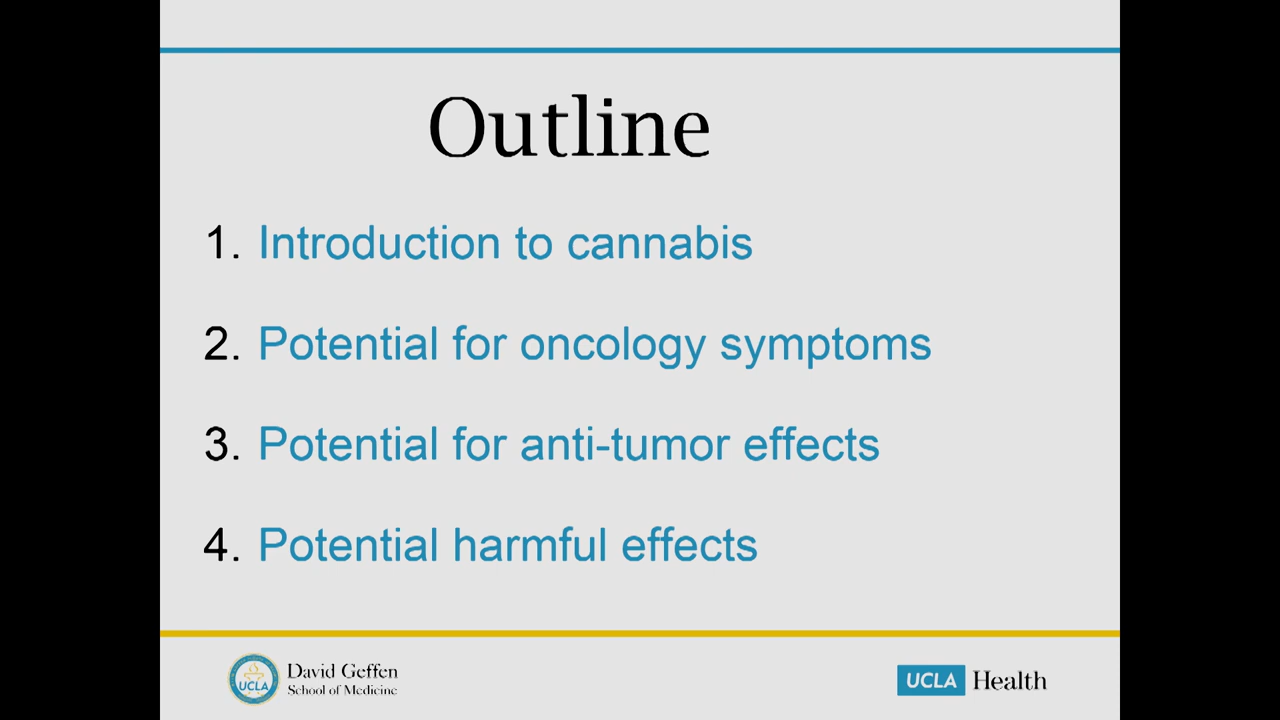 Outline
1. Introduction to cannabis
2. Potential for oncology symptoms
3. Potential for anti-tumor effects
4. Potential harmful effects
UCLA
David Geffen
School of Medicine
UCLA Health